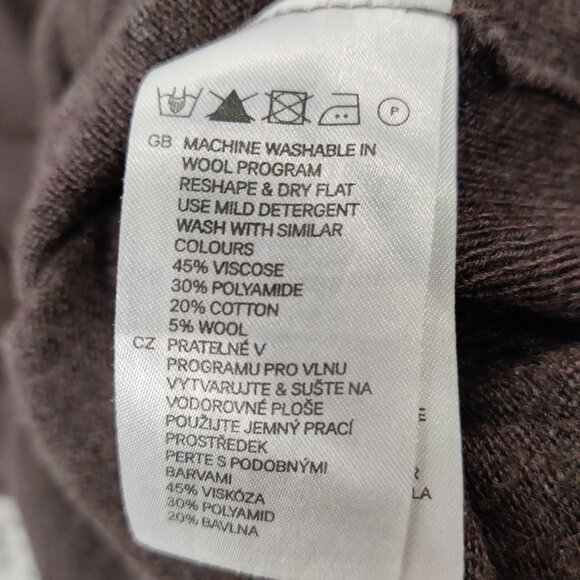 P
GB MACHINE WASHABLE IN
WOOL PROGRAM
RESHAPE & DRY FLAT
USE MILD DETERGENT
WASH WITH SIMILAR
COLOURS
45% VISCOSE
30% POLYAMIDE
20% COTTON
5% WOOL
CZ PRATELNÉ V
PROGRAMU PRO VLNU
VYTVARUJTE & SUŠTE NA
VODOROVNÉ PLOŠE
POUŽIJTE JEMNÝ PRACÍ
PROSTŘEDEK
PERTE S PODOBNÝMI
BARVAMI
45% VISKÓZA
30% POLYAMID
20% BAVLNA
E
R
LA